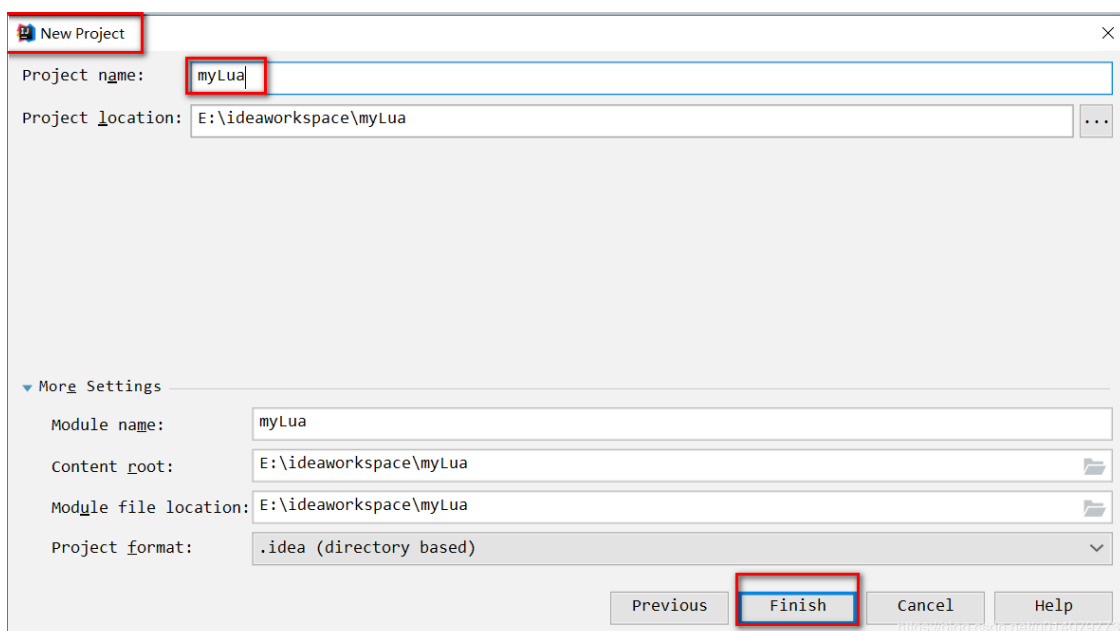 New Project
Project name: myLua
Project location: E:\ideaworkspace\myLua ...
More Settings
Module name: myLua
Content root: E:\ideaworkspace\myLua
Module file location: E:\ideaworkspace\myLua
Project format: .idea (directory based)
Previous Finish Cancel Help